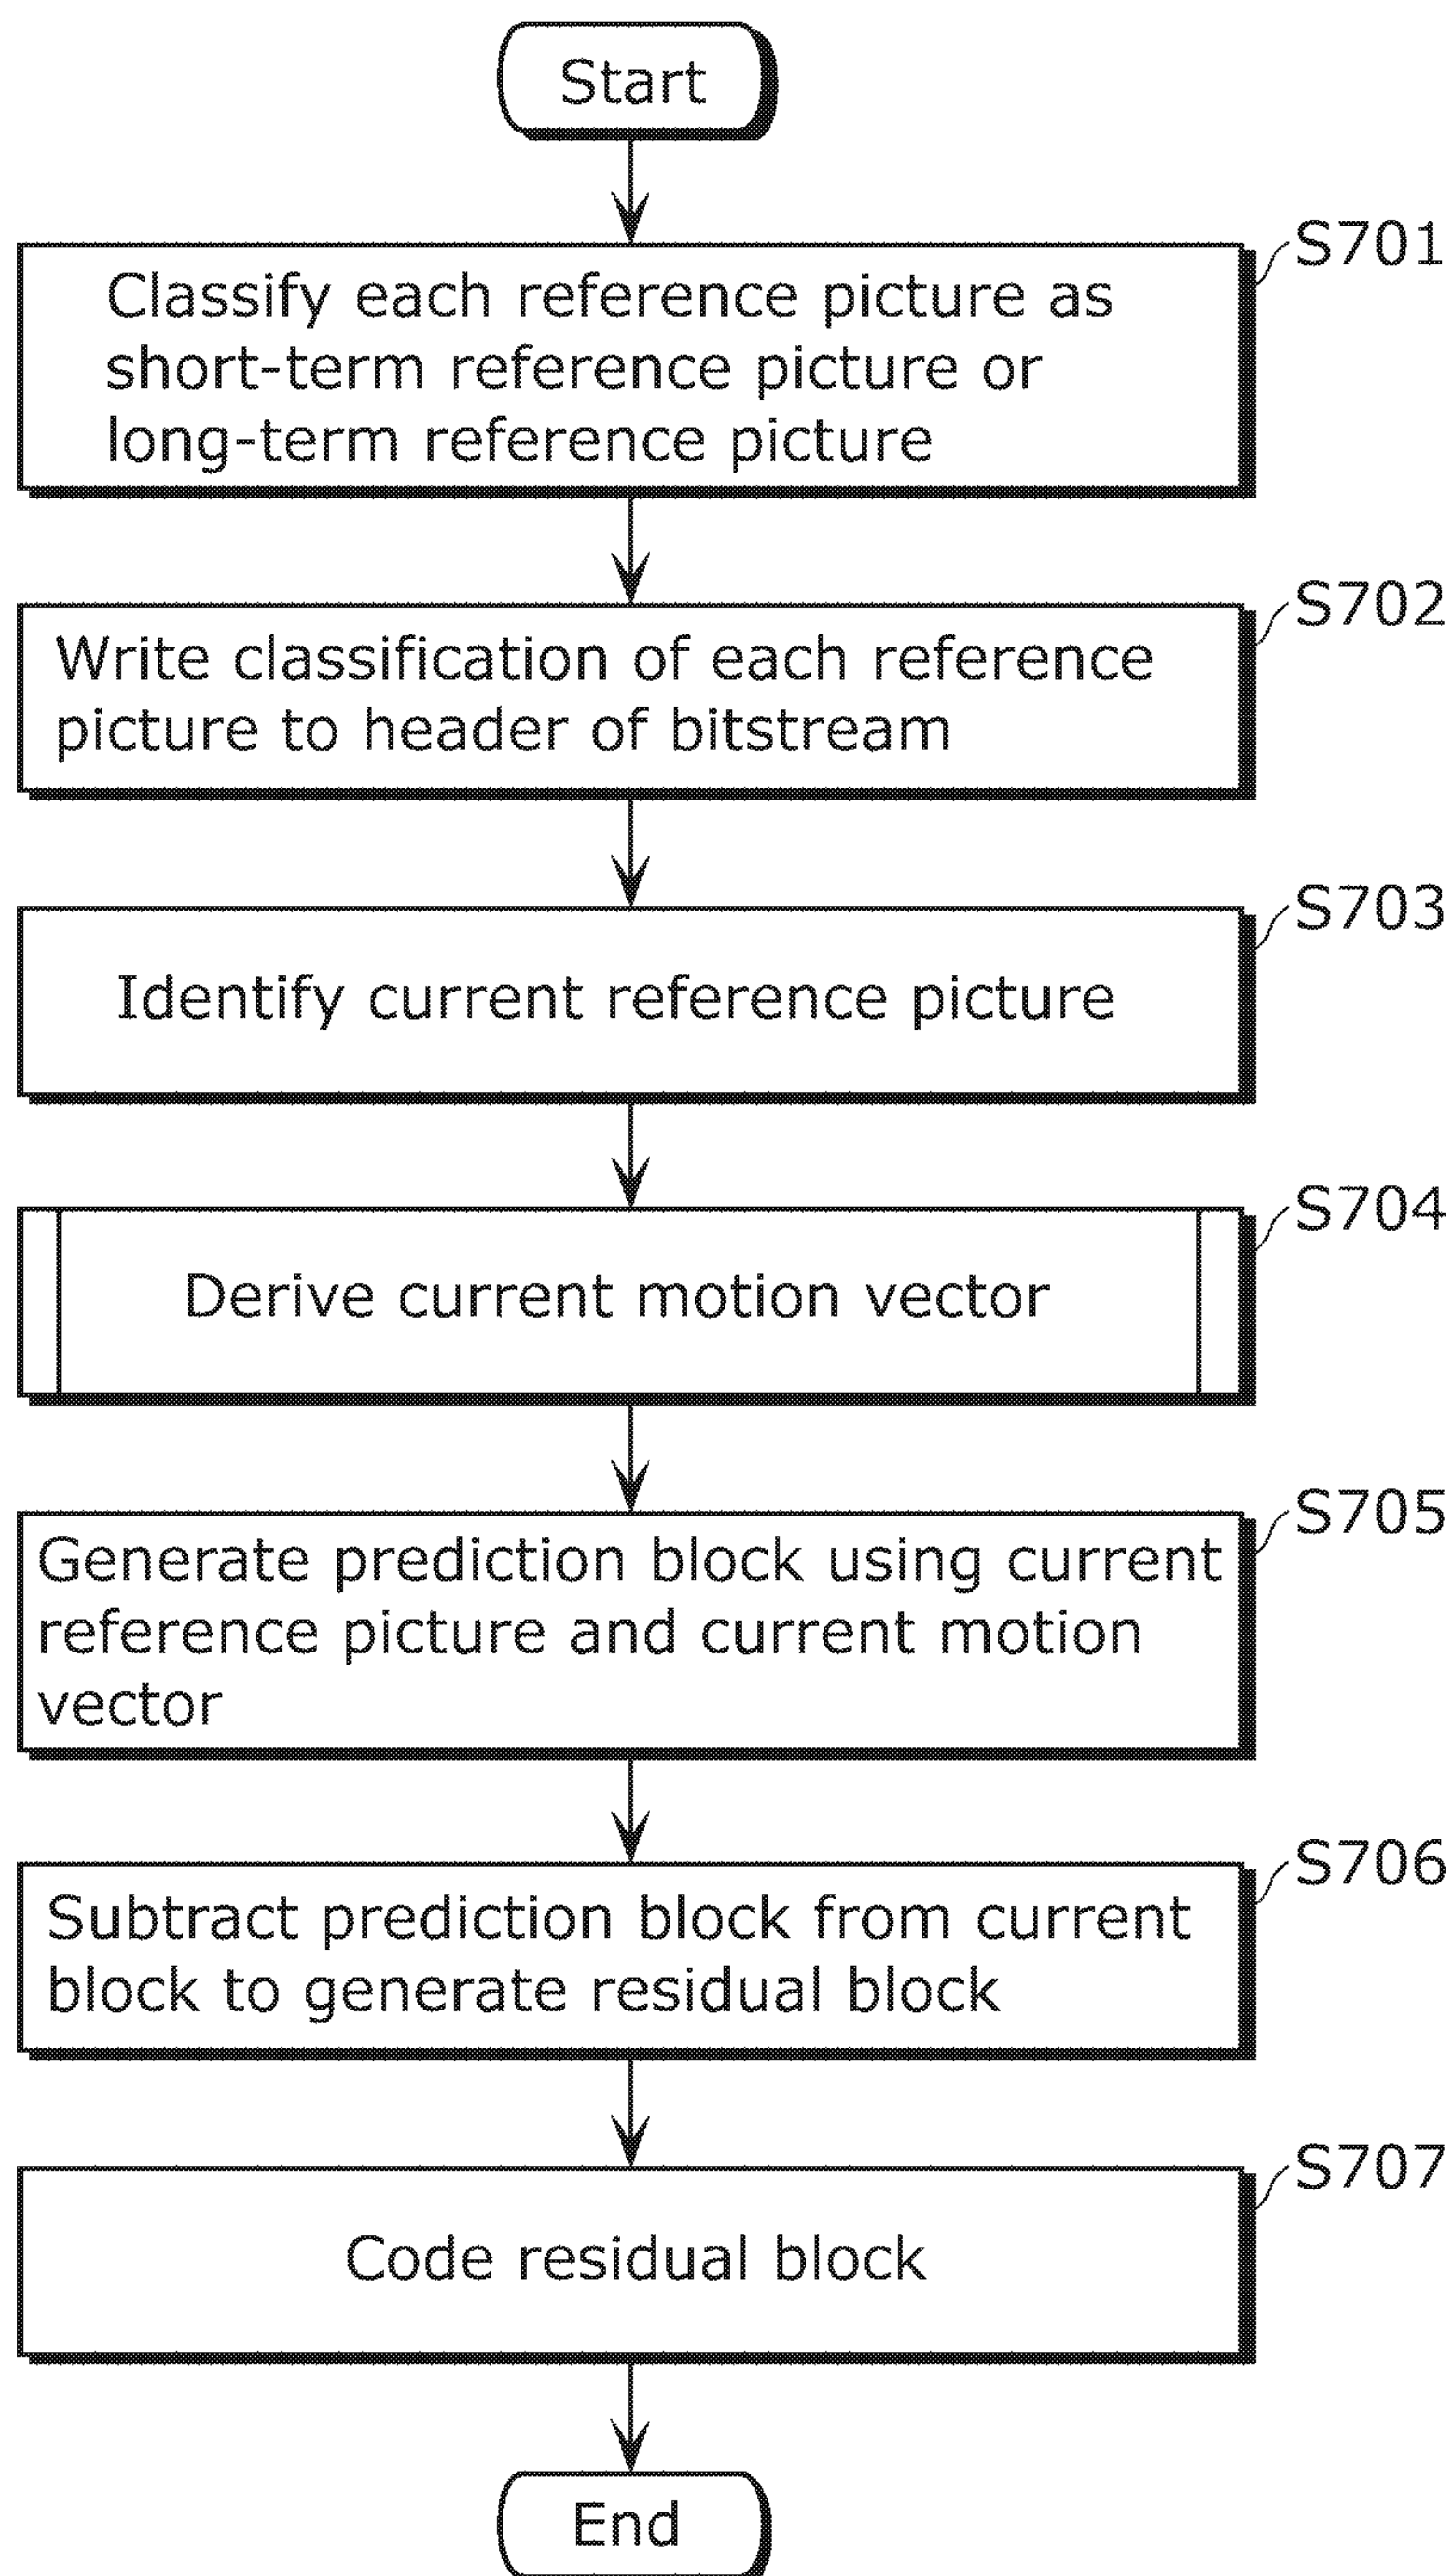 Start
S701
Classify each reference picture as
short-term reference picture or
long-term reference picture
S702
Write classification of each reference
picture to header of bitstream
S703
Identify current reference picture
S704
Derive current motion vector
S705
Generate prediction block using current
reference picture and current motion
vector
S706
Subtract prediction block from current
block to generate residual block
S707
Code residual block
End